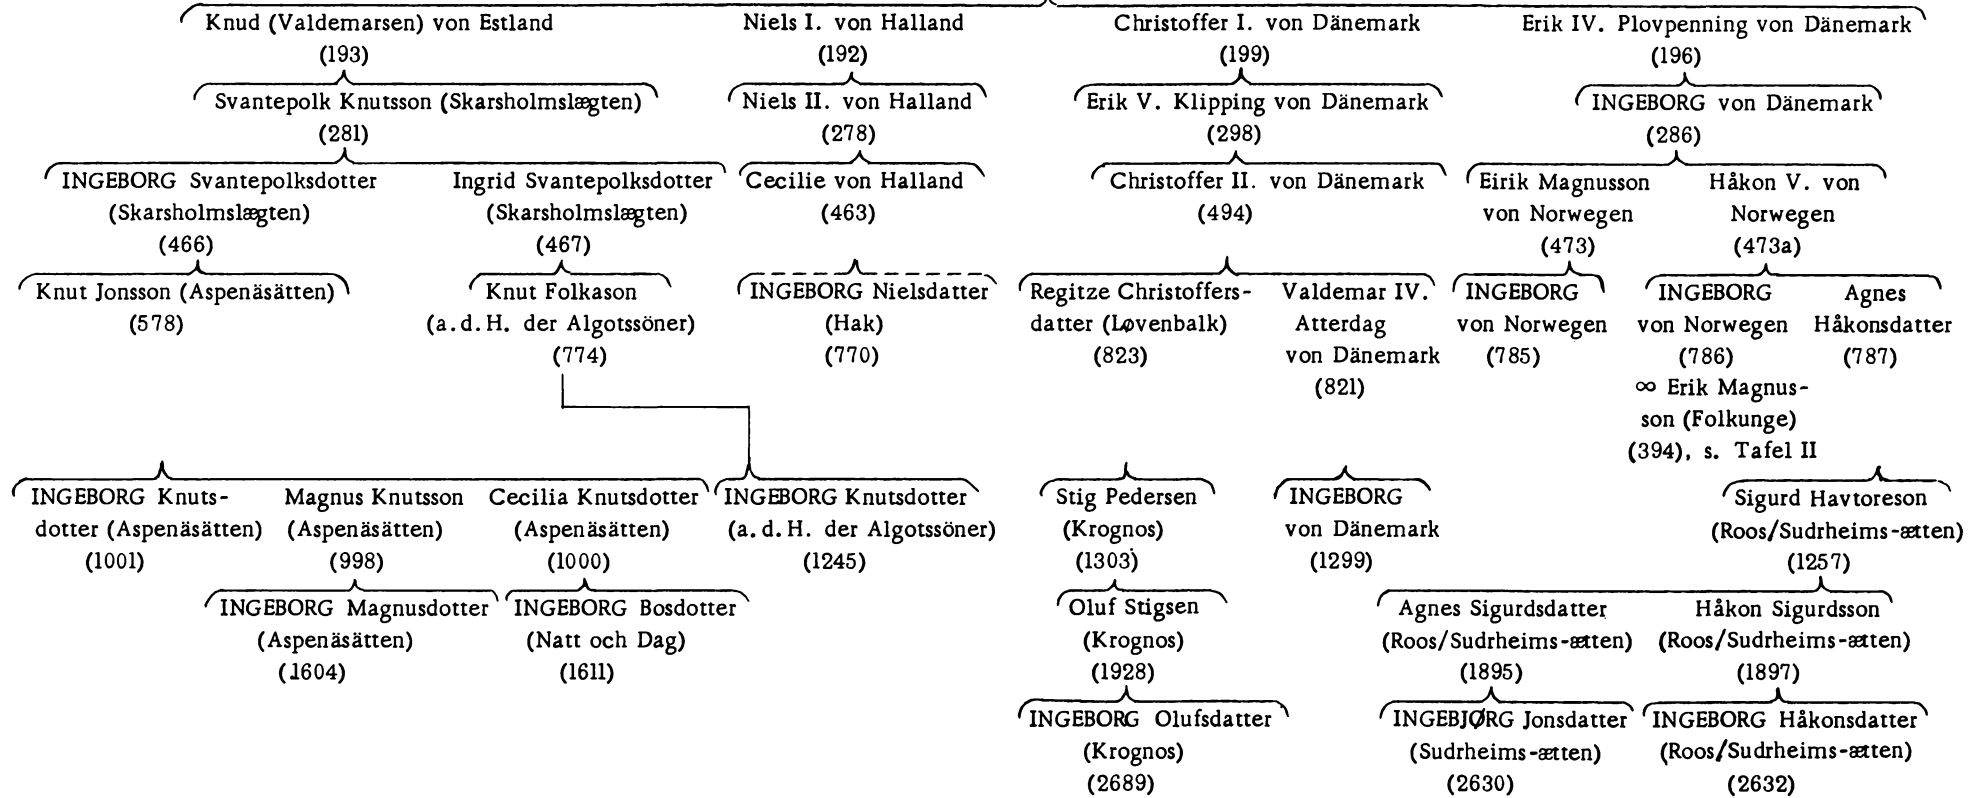 Knud (Valdemarsen) von Estland
(193)
Niels I. von Halland
(192)
Christoffer I. von Dänemark
(199)
Erik IV. Plovpenning von Dänemark
(196)
Svantepolk Knutsson (Skarsholmslægten)
(281)
Niels II. von Halland
(278)
Erik V. Klipping von Dänemark
(298)
INGEBORG von Dänemark
(286)
INGEBORG Svantepolksdotter
(Skarsholmslægten)
(466)
Ingrid Svantepolksdotter
(Skarsholmslægten)
(467)
Cecilie von Halland
(463)
Christoffer II. von Dänemark
(494)
Eirik Magnusson
von Norwegen
(473)
Håkon V. von
Norwegen
(473a)
Knut Jonsson (Aspenäsätten)
(578)
Knut Folkason
(a.d.H. der Algotssöner)
(774)
INGEBORG Nielsdatter
(Hak)
(770)
Regitze Christoffers-
datter (Løvenbalk)
(823)
Valdemar IV.
Atterdag
von Dänemark
(821)
INGEBORG
von Norwegen
(785)
INGEBORG
von Norwegen
(786)
∞ Erik Magnus-
son (Folkunge)
(394), s. Tafel II
Agnes
Håkonsdatter
(787)
INGEBORG Knuts-
dotter (Aspenäsätten)
(1001)
Magnus Knutsson
(Aspenäsätten)
(998)
Cecilia Knutsdotter
(Aspenäsätten)
(1000)
INGEBORG Knutsdotter
(a.d.H. der Algotssöner)
(1245)
Stig Pedersen
(Krognos)
(1303)
INGEBORG
von Dänemark
(1299)
Sigurd Havtoreson
(Roos/Sudrheims-ætten)
(1257)
INGEBORG Magnusdotter
(Aspenäsätten)
(1604)
INGEBORG Bosdotter
(Natt och Dag)
(1611)
Oluf Stigsen
(Krognos)
(1928)
Agnes Sigurdsdatter
(Roos/Sudrheims-ætten)
(1895)
Håkon Sigurdsson
(Roos/Sudrheims-ætten)
(1897)
INGEBORG Olufsdatter
(Krognos)
(2689)
INGEBJØRG Jonsdatter
(Sudrheims-ætten)
(2630)
INGEBORG Håkonsdatter
(Roos/Sudrheims-ætten)
(2632)